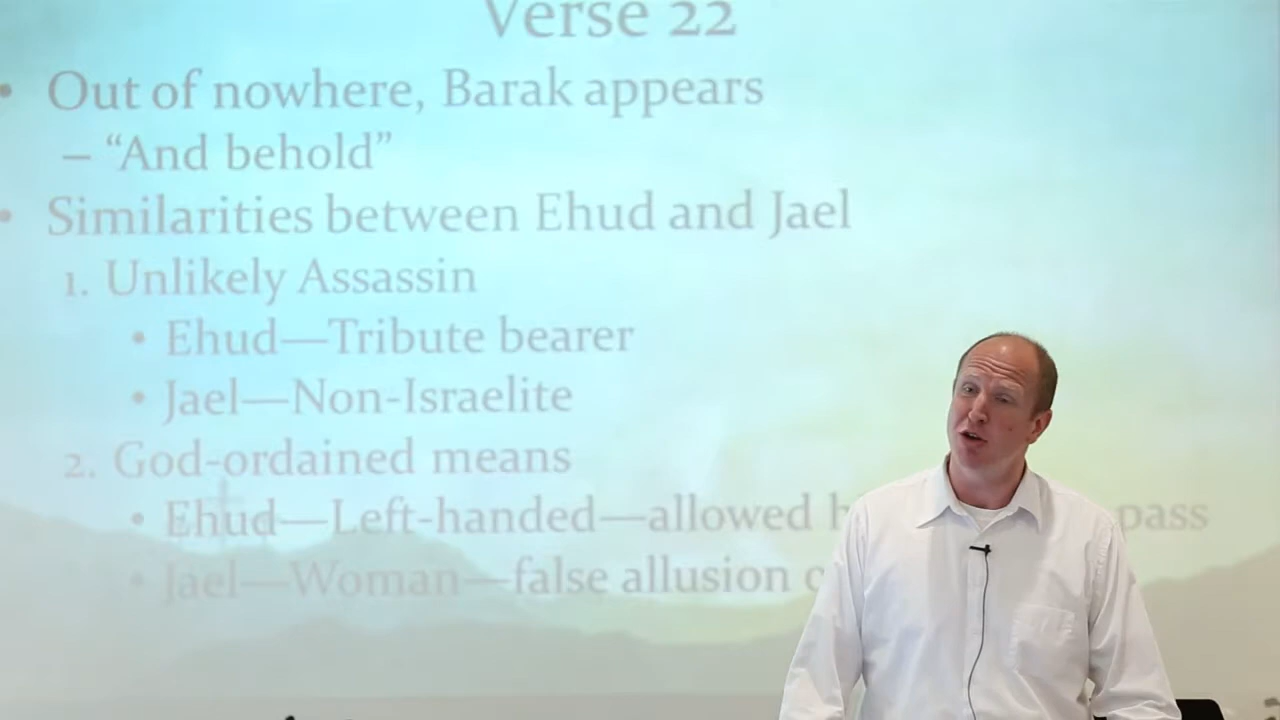 Verse 22
• Out of nowhere, Barak appears
– “And behold”
• Similarities between Ehud and Jael
1. Unlikely Assassin
• Ehud—Tribute bearer
• Jael—Non-Israelite
2. God-ordained means
• Ehud—Left-handed—allowed pass
• Jael—Woman—false allusion